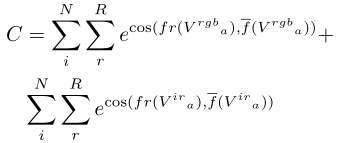 $C = \sum_{i}^{N} \sum_{r}^{R} e^{\cos(fr(V^{rgb}{}_{a}), \overline{f}(V^{rgb}{}_{a}))} +$
$\sum_{i}^{N} \sum_{r}^{R} e^{\cos(fr(V^{ir}{}_{a}), \overline{f}(V^{ir}{}_{a}))}$